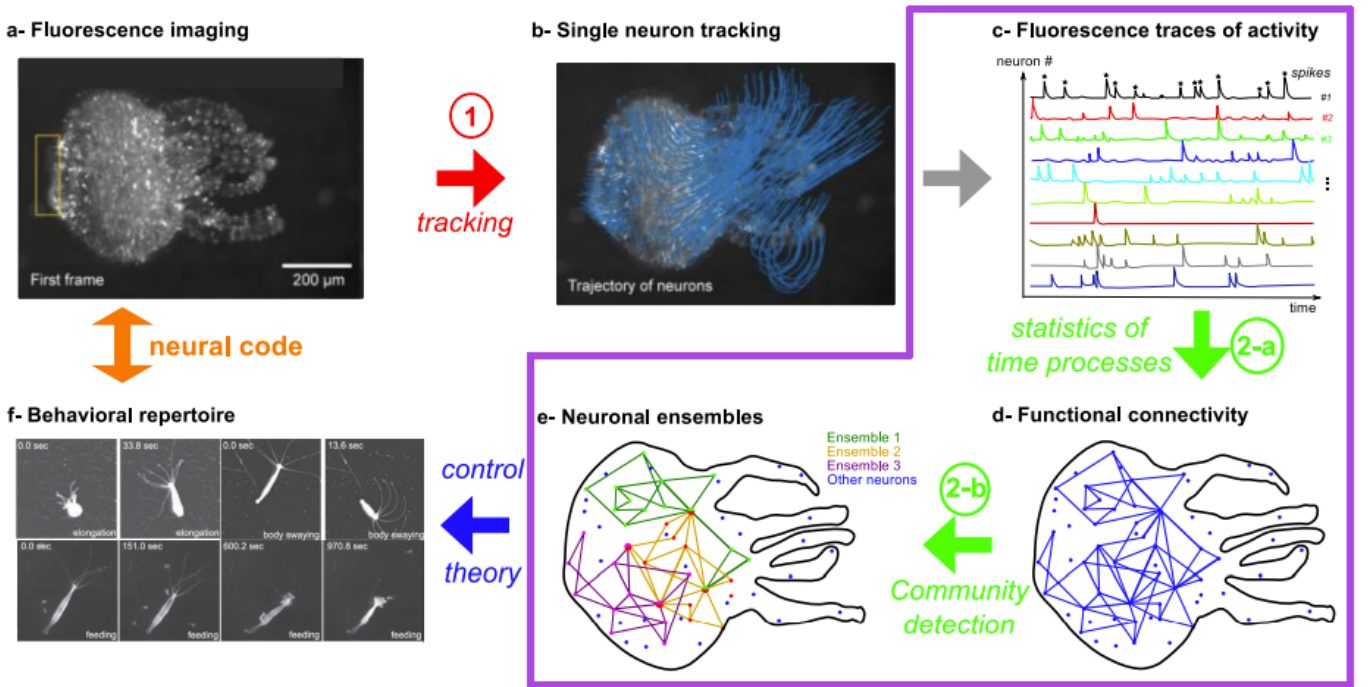 a- Fluorescence imaging
First frame
200 µm
1
tracking
b- Single neuron tracking
Trajectory of neurons
c- Fluorescence traces of activity
neuron #
spikes
#1
#2
#3
time
statistics of
time processes
2-a
d- Functional connectivity
2-b
Community
detection
e- Neuronal ensembles
Ensemble 1
Ensemble 2
Ensemble 3
Other neurons
control
theory
neural code
f- Behavioral repertoire
0.0 sec
33.8 sec
0.0 sec
13.6 sec
elongation
elongation
body swaying
body swaying
0.0 sec
151.0 sec
600.2 sec
970.8 sec
feeding
feeding
feeding
feeding